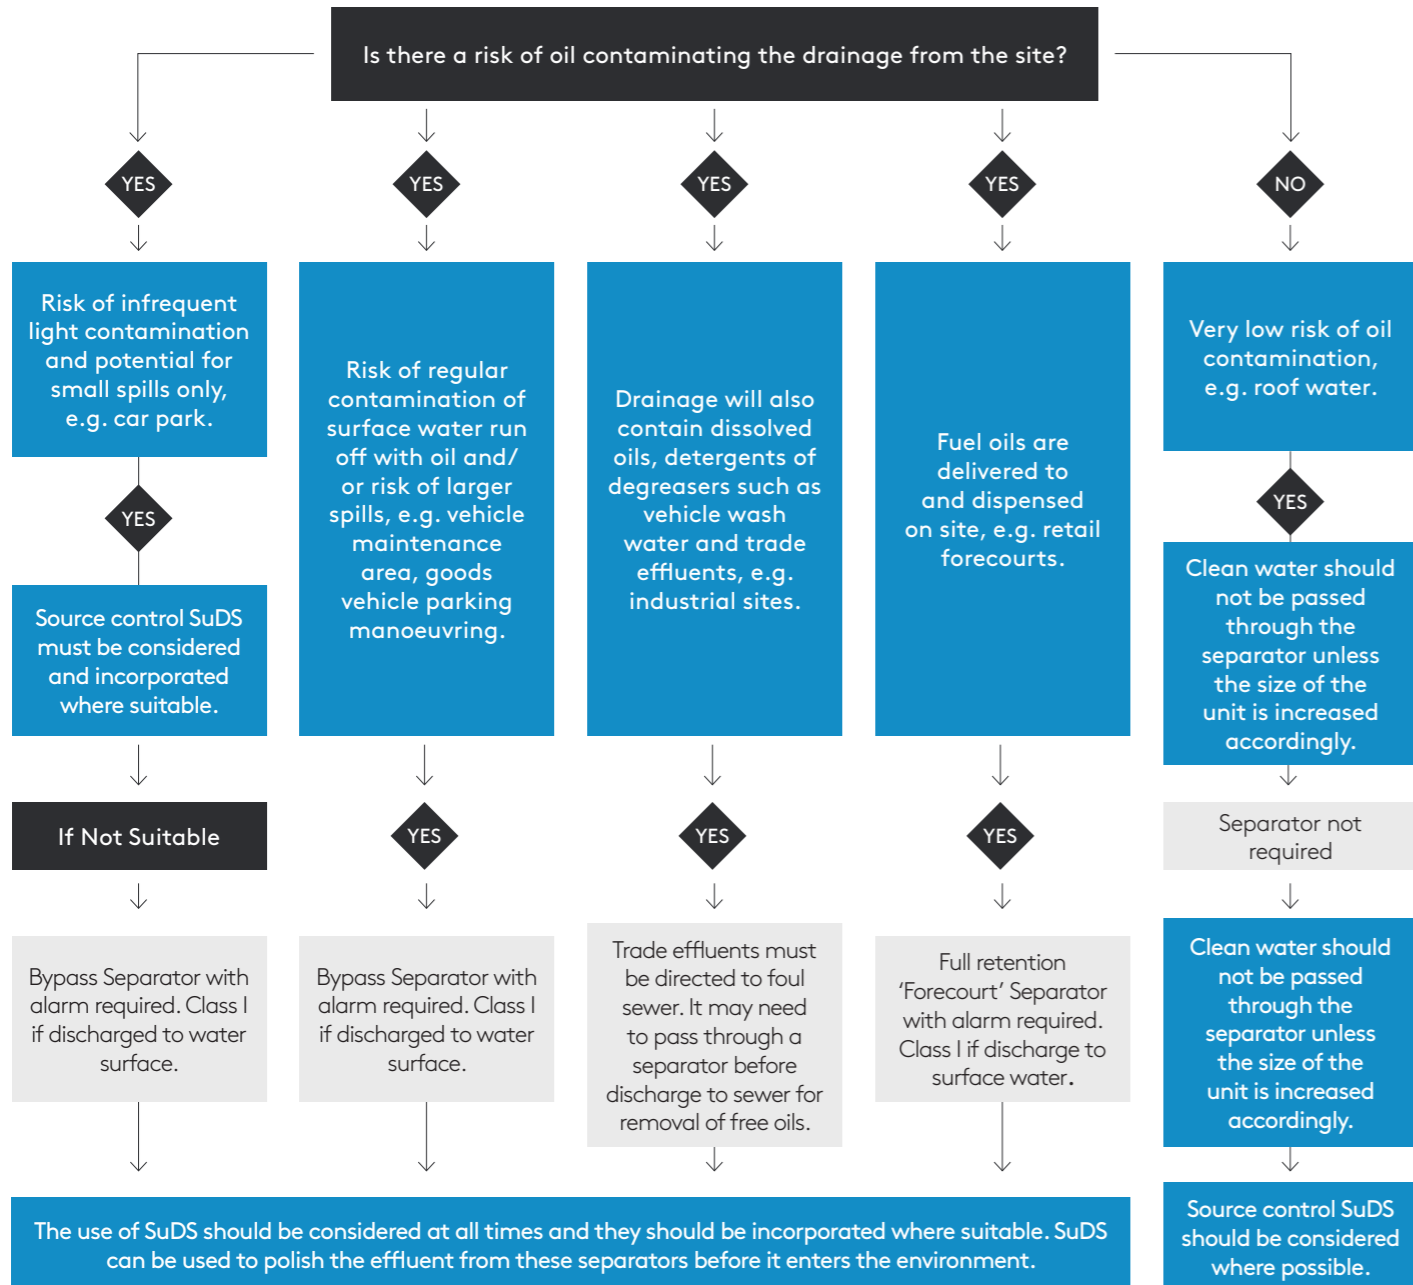 Is there a risk of oil contaminating the drainage from the site?
YES
YES
YES
YES
NO
Risk of infrequent
light contamination
and potential for
small spills only,
e.g. car park.
YES
Source control SuDS
must be considered
and incorporated
where suitable.
If Not Suitable
Bypass Separator with
alarm required. Class I
if discharged to water
surface.
Risk of regular
contamination of
surface water run
off with oil and/
or risk of larger
spills, e.g. vehicle
maintenance
area, goods
vehicle parking
manoeuvring.
YES
Bypass Separator with
alarm required. Class I
if discharged to water
surface.
Drainage will also
contain dissolved
oils, detergents of
degreasers such as
vehicle wash
water and trade
effluents, e.g.
industrial sites.
YES
Trade effluents must
be directed to foul
sewer. It may need
to pass through a
separator before
discharge to sewer for
removal of free oils.
Fuel oils are
delivered to
and dispensed
on site, e.g. retail
forecourts.
YES
Full retention
‘Forecourt’ Separator
with alarm required.
Class I if discharge to
surface water.
Very low risk of oil
contamination,
e.g. roof water.
YES
Clean water should
not be passed
through the
separator unless
the size of the
unit is increased
accordingly.
Separator not
required
Clean water should
not be passed
through the
separator unless
the size of the
unit is increased
accordingly.
The use of SuDS should be considered at all times and they should be incorporated where suitable. SuDS
can be used to polish the effluent from these separators before it enters the environment.
Source control SuDS
should be considered
where possible.